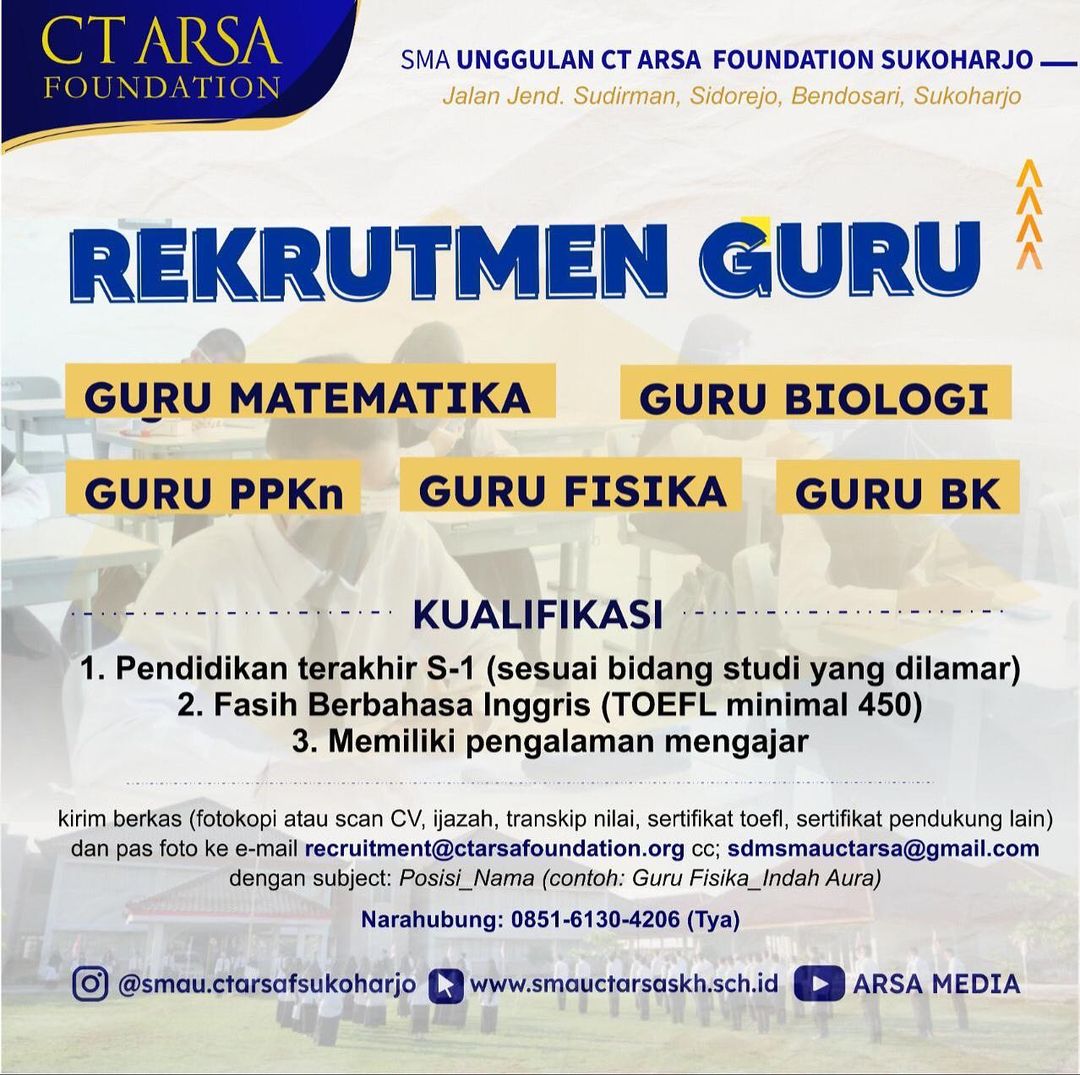 CT ARSA
FOUNDATION
SMA UNGGULAN CT ARSA FOUNDATION SUKOHARJO
Jalan Jend. Sudirman, Sidorejo, Bendosari, Sukoharjo
REKRUTMEN GURU
GURU MATEMATIKA
GURU BIOLOGI
GURU PPKn
GURU FISIKA
GURU BK
KUALIFIKASI
1. Pendidikan terakhir S-1 (sesuai bidang studi yang dilamar)
2. Fasih Berbahasa Inggris (TOEFL minimal 450)
3. Memiliki pengalaman mengajar
kirim berkas (fotokopi atau scan CV, ijazah, transkip nilai, sertifikat toefl, sertifikat pendukung lain)
dan pas foto ke e-mail recruitment@ctarsafoundation.org cc; sdmsmauctarsa@gmail.com
dengan subject: Posisi_Nama (contoh: Guru Fisika_Indah Aura)
Narahubung: 0851-6130-4206 (Tya)
@smau.ctarsafsukoharjo www.smauctarsaskh.sch.id ARSA MEDIA